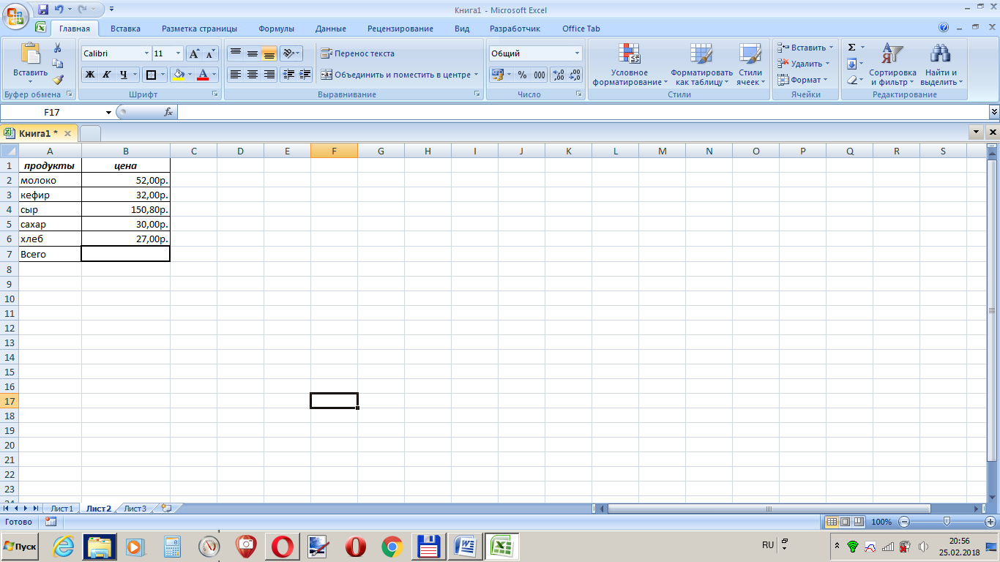 Книга1 - Microsoft Excel
Главная Вставка Разметка страницы Формулы Данные Рецензирование Вид Разработчик Office Tab
Calibri 11 Перенос текста Общий Вставить Σ
Вставить Условное форматирование Форматировать как таблицу Стили ячеек Удалить Сортировка и фильтр Найти и выделить
Ж К Ч А Объединить и поместить в центре % 000 Формат
Буфер обмена Шрифт Выравнивание Число Стили Ячейки Редактирование
F17 fx
Книга1 *
A B C D E F G H I J K L M N O P Q R S
1 продукты цена
2 молоко 52,00р.
3 кефир 32,00р.
4 сыр 150,80р.
5 сахар 30,00р.
6 хлеб 27,00р.
7 Всего
8
9
10
11
12
13
14
15
16
17
18
19
20
21
22
23
Лист1 Лист2 Лист3
Готово 100%
Пуск RU 20:56
25.02.2018